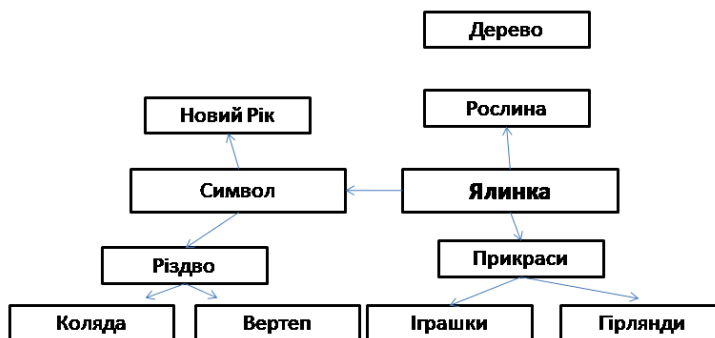 Дерево
Новий Рік
Рослина
Символ
Ялинка
Різдво
Прикраси
Коляда
Вертеп
Іграшки
Гірлянди